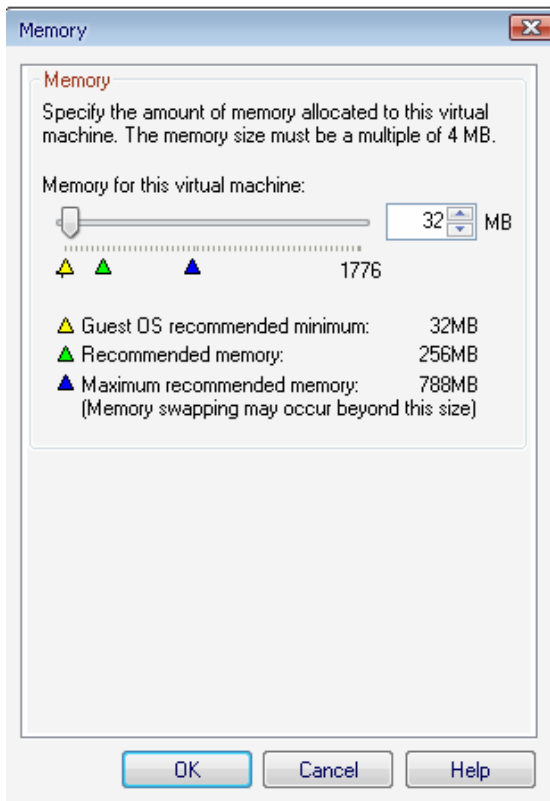 Memory
Memory
Specify the amount of memory allocated to this virtual
machine. The memory size must be a multiple of 4 MB.
Memory for this virtual machine:
32 MB
1776
Guest OS recommended minimum: 32MB
Recommended memory: 256MB
Maximum recommended memory: 788MB
(Memory swapping may occur beyond this size)
OK Cancel Help